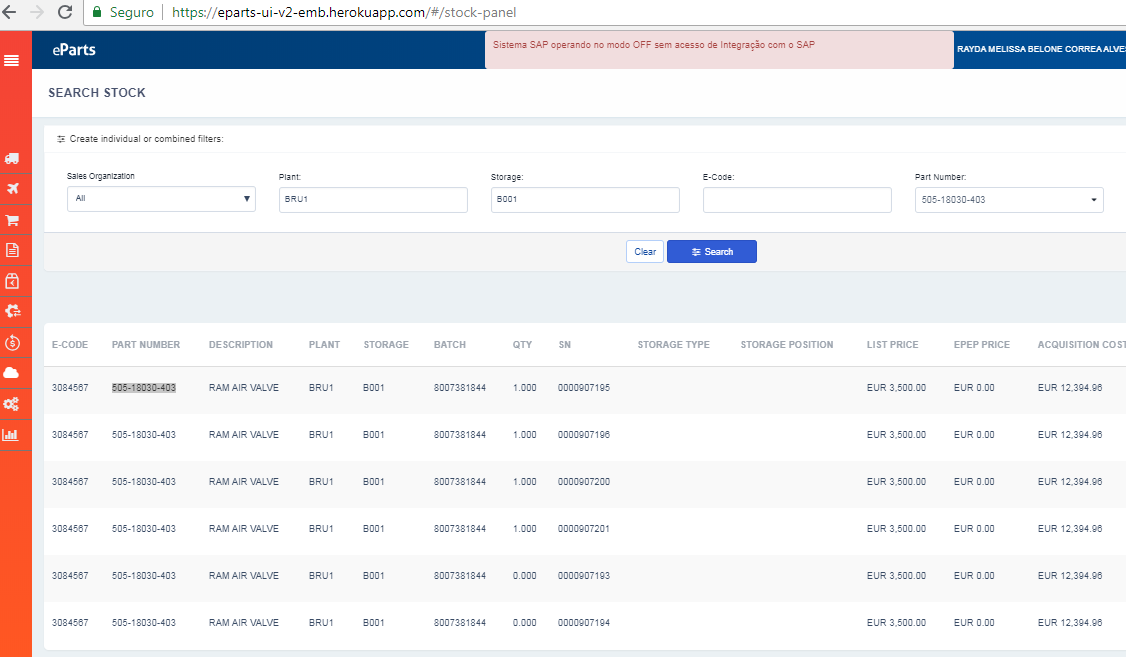 Seguro https://eparts-ui-v2-emb.herokuapp.com/#/stock-panel
eParts
Sistema SAP operando no modo OFF sem acesso de Integração com o SAP
RAYDA MELISSA BELONE CORREA ALVES
SEARCH STOCK
Create individual or combined filters:
Sales Organization Plant: Storage: E-Code: Part Number:
All BRU1 B001 505-18030-403
Clear Search
E-CODE PART NUMBER DESCRIPTION PLANT STORAGE BATCH QTY SN STORAGE TYPE STORAGE POSITION LIST PRICE EPEP PRICE ACQUISITION COST
3084567 505-18030-403 RAM AIR VALVE BRU1 B001 8007381844 1.000 0000907195 EUR 3,500.00 EUR 0.00 EUR 12,394.96
3084567 505-18030-403 RAM AIR VALVE BRU1 B001 8007381844 1.000 0000907196 EUR 3,500.00 EUR 0.00 EUR 12,394.96
3084567 505-18030-403 RAM AIR VALVE BRU1 B001 8007381844 1.000 0000907200 EUR 3,500.00 EUR 0.00 EUR 12,394.96
3084567 505-18030-403 RAM AIR VALVE BRU1 B001 8007381844 1.000 0000907201 EUR 3,500.00 EUR 0.00 EUR 12,394.96
3084567 505-18030-403 RAM AIR VALVE BRU1 B001 8007381844 0.000 0000907193 EUR 3,500.00 EUR 0.00 EUR 12,394.96
3084567 505-18030-403 RAM AIR VALVE BRU1 B001 8007381844 0.000 0000907194 EUR 3,500.00 EUR 0.00 EUR 12,394.96